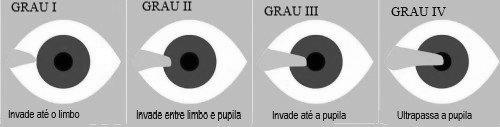 GRAU I
Invade até o limbo
GRAU II
Invade entre limbo e pupila
GRAU III
Invade até a pupila
GRAU IV
Ultrapassa a pupila